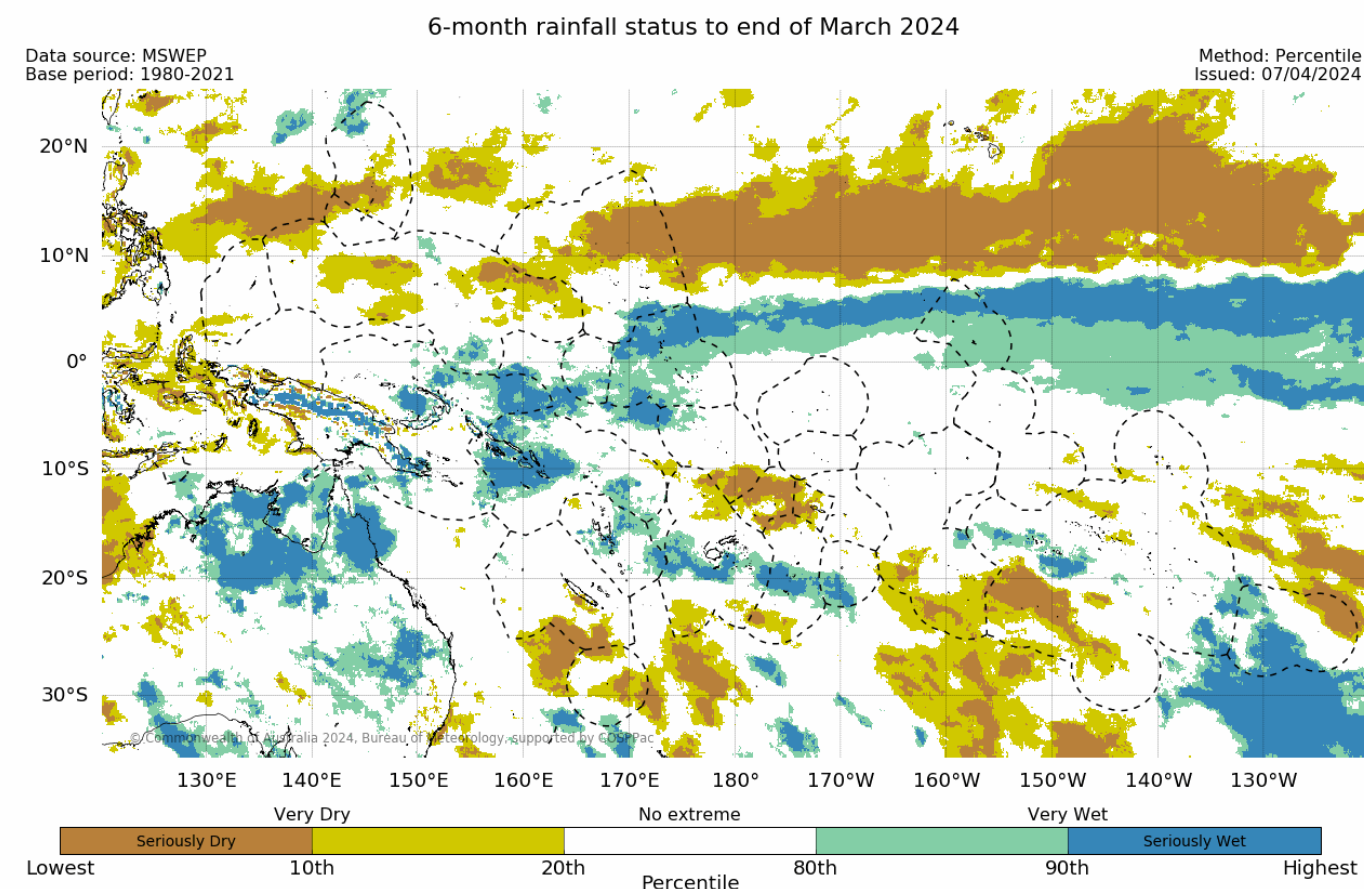 6-month rainfall status to end of March 2024
Data source: MSWEP
Base period: 1980-2021
Method: Percentile
Issued: 07/04/2024
20°N
10°N
0°
10°S
20°S
30°S
© Commonwealth of Australia 2024, Bureau of Meteorology, supported by COSPPac
130°E 140°E 150°E 160°E 170°E 180° 170°W 160°W 150°W 140°W 130°W
Very Dry No extreme Very Wet
Seriously Dry Seriously Wet
Lowest 10th 20th 80th 90th Highest
Percentile